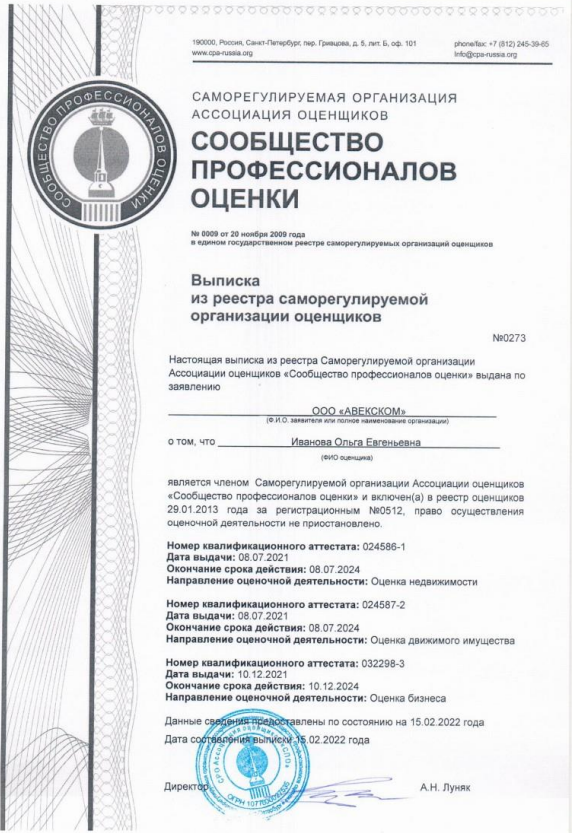 190000, Россия, Санкт-Петербург, пер. Гривцова, д. 5, лит. Б, оф. 101
www.cpa-russia.org
phone/fax: +7 (812) 245-39-65
Info@cpa-russia.org
СООБЩЕСТВО ПРОФЕССИОНАЛОВ ОЦЕНКИ
САМОРЕГУЛИРУЕМАЯ ОРГАНИЗАЦИЯ
АССОЦИАЦИЯ ОЦЕНЩИКОВ
СООБЩЕСТВО
ПРОФЕССИОНАЛОВ
ОЦЕНКИ
№ 0009 от 20 ноября 2009 года
в едином государственном реестре саморегулируемых организаций оценщиков
Выписка
из реестра саморегулируемой
организации оценщиков
№0273
Настоящая выписка из реестра Саморегулируемой организации
Ассоциации оценщиков «Сообщество профессионалов оценки» выдана по
заявлению
ООО «АВЕКСКОМ»
(Ф.И.О. заявителя или полное наименование организации)
о том, что Иванова Ольга Евгеньевна
(ФИО оценщика)
является членом Саморегулируемой организации Ассоциации оценщиков
«Сообщество профессионалов оценки» и включен(а) в реестр оценщиков
29.01.2013 года за регистрационным №0512, право осуществления
оценочной деятельности не приостановлено.
Номер квалификационного аттестата: 024586-1
Дата выдачи: 08.07.2021
Окончание срока действия: 08.07.2024
Направление оценочной деятельности: Оценка недвижимости
Номер квалификационного аттестата: 024587-2
Дата выдачи: 08.07.2021
Окончание срока действия: 08.07.2024
Направление оценочной деятельности: Оценка движимого имущества
Номер квалификационного аттестата: 032298-3
Дата выдачи: 10.12.2021
Окончание срока действия: 10.12.2024
Направление оценочной деятельности: Оценка бизнеса
Данные сведения предоставлены по состоянию на 15.02.2022 года
Дата составления выписки 15.02.2022 года
Директор
А.Н. Луняк